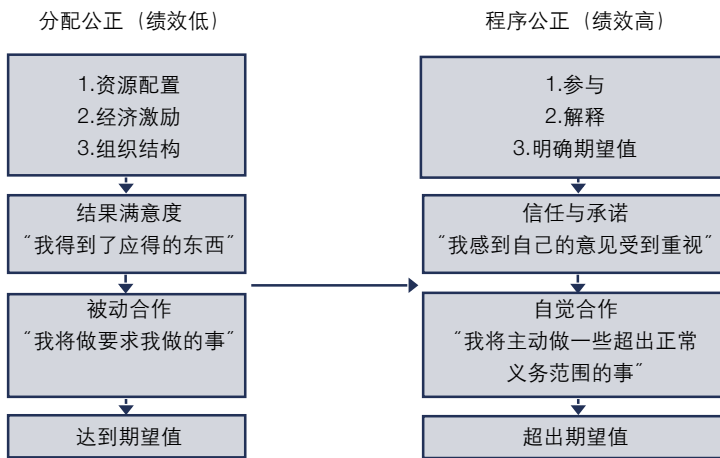 分配公正（绩效低）
1.资源配置
2.经济激励
3.组织结构
结果满意度
“我得到了应得的东西”
被动合作
“我将做要求我做的事”
达到期望值
程序公正（绩效高）
1.参与
2.解释
3.明确期望值
信任与承诺
“我感到自己的意见受到重视”
自觉合作
“我将主动做一些超出正常
义务范围的事”
超出期望值